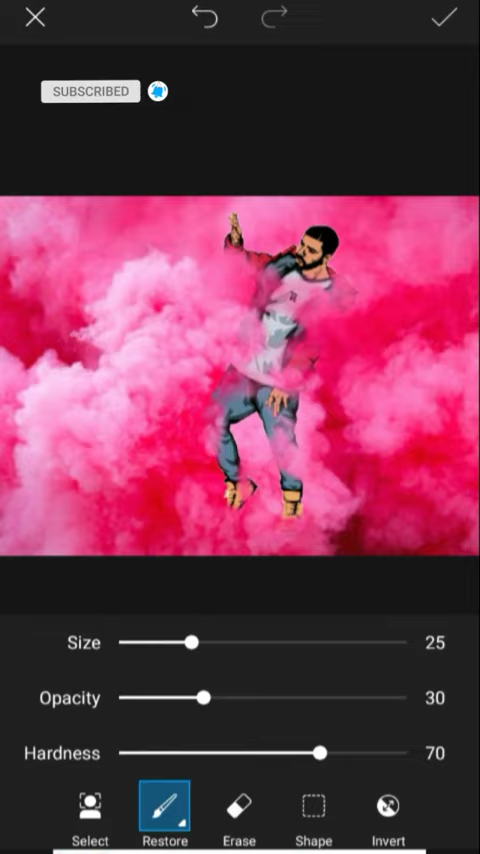 SUBSCRIBED
Size 25
Opacity 30
Hardness 70
Select Restore Erase Shape Invert